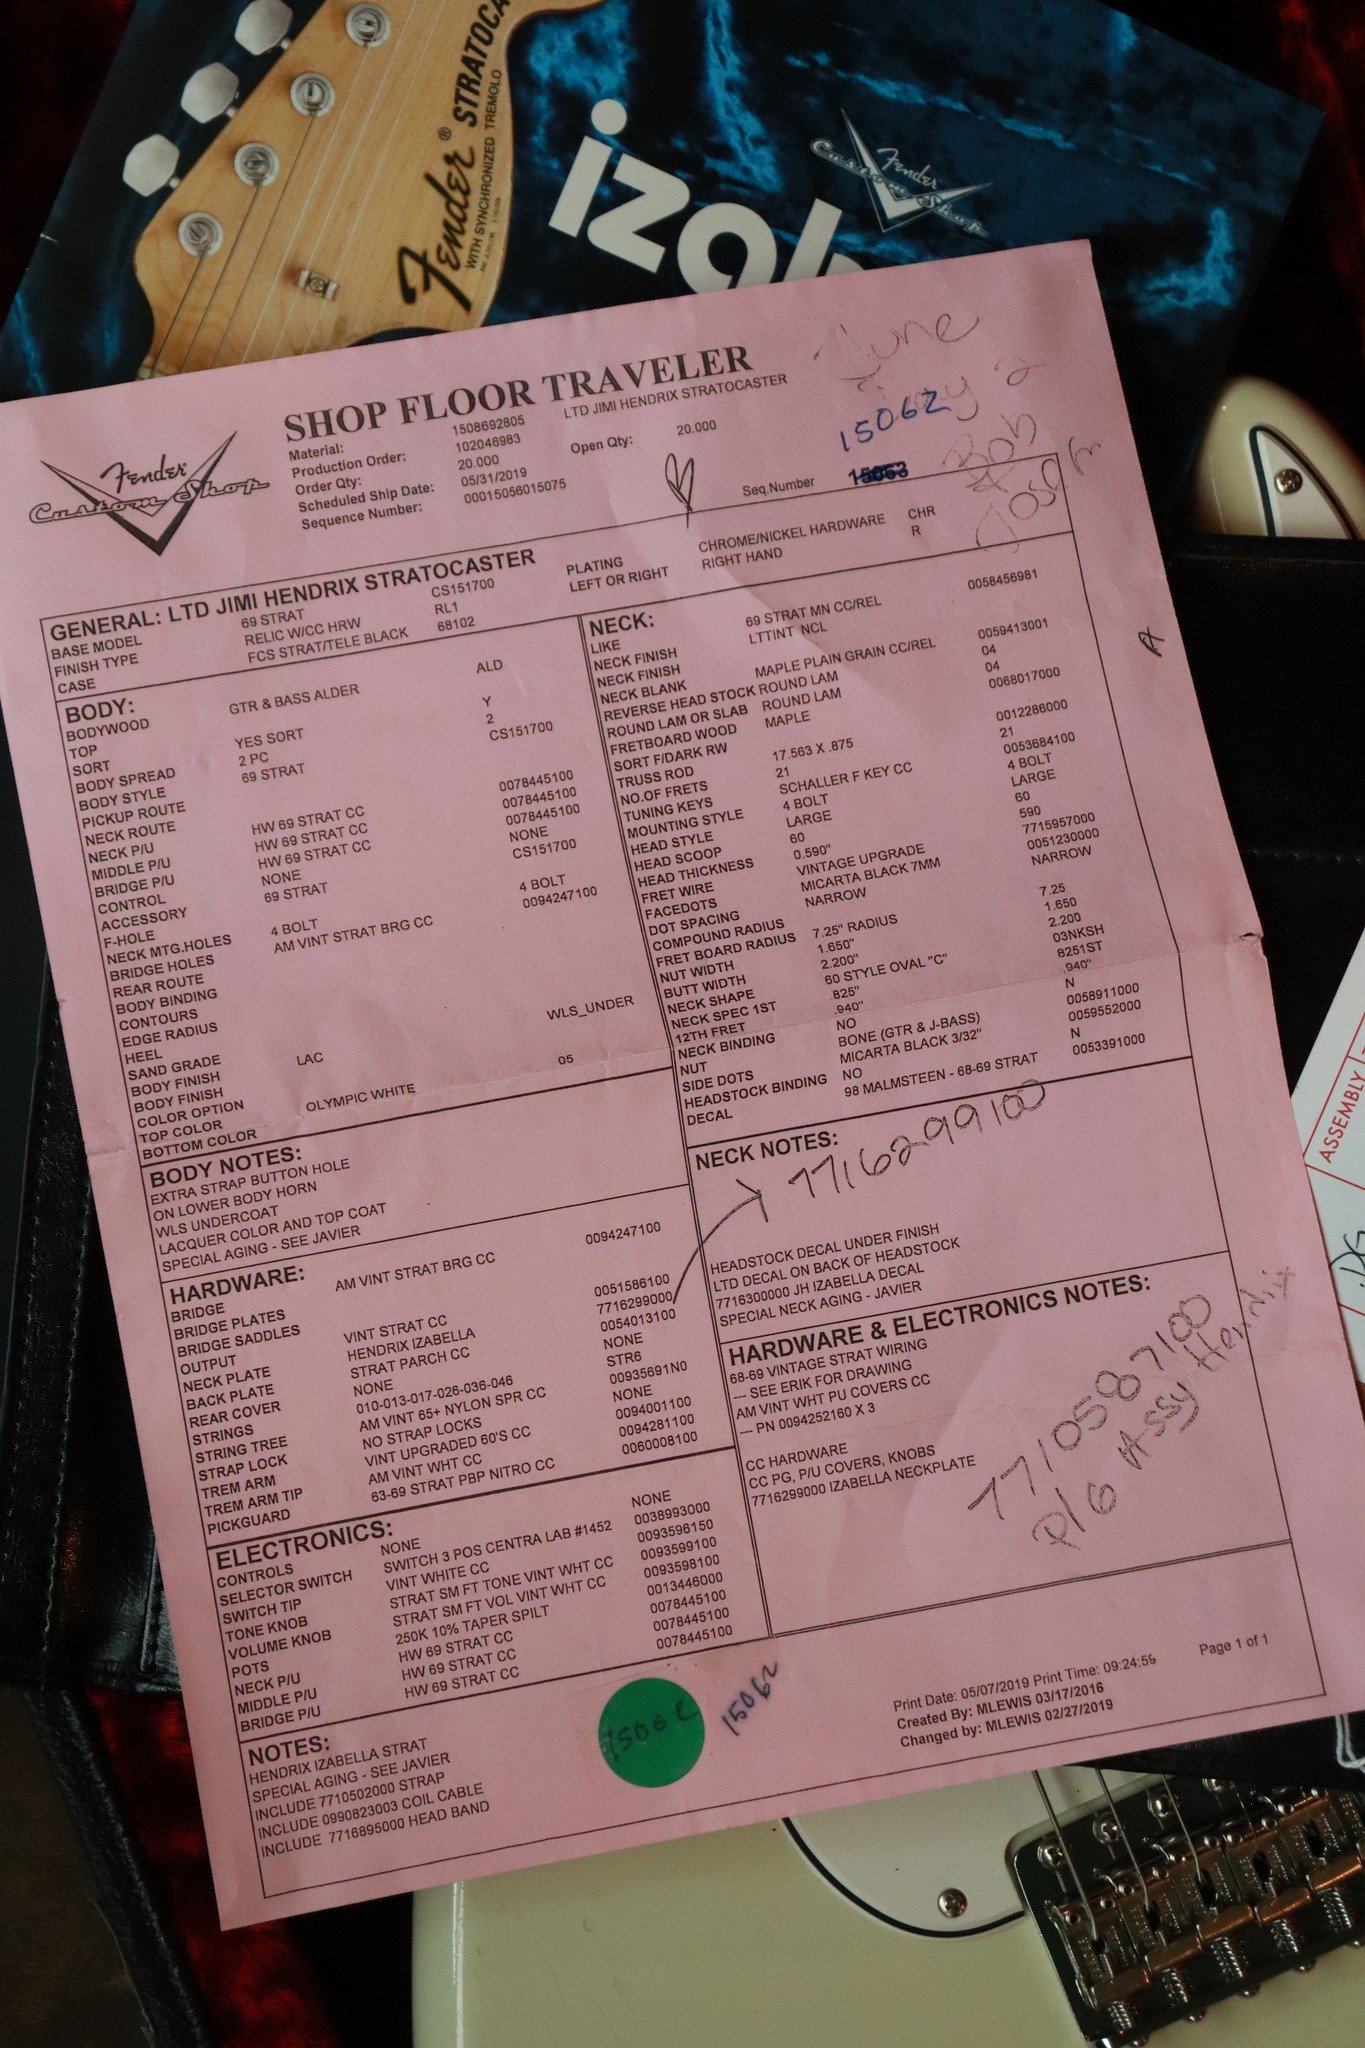 Fender® STRATOCA
WITH SYNCHRONIZED TREMOLO
Fender
Custom Shop
SHOP FLOOR TRAVELER
Fender
Custom Shop
Material: 1508692805 LTD JIMI HENDRIX STRATOCASTER
Production Order: 102046983
Order Qty: 20.000 Open Qty: 20.000
Scheduled Ship Date: 05/31/2019
Sequence Number: 00015056015075
June
15062
Seq.Number 15063
Rob
Jose
GENERAL: LTD JIMI HENDRIX STRATOCASTER
BASE MODEL 69 STRAT CS151700
FINISH TYPE RELIC W/CC HRW RL1
CASE FCS STRAT/TELE BLACK 68102
PLATING CHROME/NICKEL HARDWARE CHR
LEFT OR RIGHT RIGHT HAND R
BODY:
BODYWOOD GTR & BASS ALDER ALD
TOP
SORT YES SORT Y
BODY SPREAD 2 PC 2
BODY STYLE 69 STRAT CS151700
PICKUP ROUTE
NECK ROUTE
NECK P/U HW 69 STRAT CC 0078445100
MIDDLE P/U HW 69 STRAT CC 0078445100
BRIDGE P/U HW 69 STRAT CC 0078445100
CONTROL NONE NONE
ACCESSORY 69 STRAT CS151700
F-HOLE
NECK MTG.HOLES 4 BOLT 4 BOLT
BRIDGE HOLES AM VINT STRAT BRG CC 0094247100
REAR ROUTE
BODY BINDING
CONTOURS
EDGE RADIUS
HEEL
SAND GRADE
BODY FINISH WLS_UNDER
BODY FINISH LAC
COLOR OPTION
TOP COLOR OLYMPIC WHITE 05
BOTTOM COLOR
NECK:
LIKE 69 STRAT MN CC/REL 0058456981
NECK FINISH LTTINT NCL
NECK FINISH
NECK BLANK MAPLE PLAIN GRAIN CC/REL 0059413001
REVERSE HEAD STOCK
ROUND LAM OR SLAB ROUND LAM 04
FRETBOARD WOOD ROUND LAM 04
SORT F/DARK RW MAPLE 0068017000
TRUSS ROD 17.563 X .875 0012286000
NO.OF FRETS 21 21
TUNING KEYS SCHALLER F KEY CC 0053684100
MOUNTING STYLE 4 BOLT 4 BOLT
HEAD STYLE LARGE LARGE
HEAD SCOOP 60 60
HEAD THICKNESS 0.590" 590
FRET WIRE VINTAGE UPGRADE 7715957000
FACEDOTS MICARTA BLACK 7MM 0051230000
DOT SPACING NARROW NARROW
COMPOUND RADIUS
FRET BOARD RADIUS 7.25" RADIUS 7.25
NUT WIDTH 1.650" 1.650
BUTT WIDTH 2.200" 2.200
NECK SHAPE 60 STYLE OVAL "C" 03NKSH
NECK SPEC 1ST .825" 8251ST
12TH FRET .940" .940"
NECK BINDING NO N
NUT BONE (GTR & J-BASS) 0058911000
SIDE DOTS MICARTA BLACK 3/32" 0059552000
HEADSTOCK BINDING NO N
DECAL 98 MALMSTEEN - 68-69 STRAT 0053391000
A
BODY NOTES:
EXTRA STRAP BUTTON HOLE
ON LOWER BODY HORN
WLS UNDERCOAT
LACQUER COLOR AND TOP COAT
SPECIAL AGING - SEE JAVIER
NECK NOTES:
7716299100
HEADSTOCK DECAL UNDER FINISH
LTD DECAL ON BACK OF HEADSTOCK
7716300000 JH IZABELLA DECAL
SPECIAL NECK AGING - JAVIER
HARDWARE:
BRIDGE AM VINT STRAT BRG CC 0094247100
BRIDGE PLATES
BRIDGE SADDLES
OUTPUT VINT STRAT CC 0051586100
NECK PLATE HENDRIX IZABELLA 7716299000
BACK PLATE STRAT PARCH CC 0054013100
REAR COVER NONE NONE
STRINGS 010-013-017-026-036-046 STR6
STRING TREE AM VINT 65+ NYLON SPR CC 00935691N0
STRAP LOCK NO STRAP LOCKS NONE
TREM ARM VINT UPGRADED 60'S CC 0094001100
TREM ARM TIP AM VINT WHT CC 0094281100
PICKGUARD 63-69 STRAT PBP NITRO CC 0060008100
HARDWARE & ELECTRONICS NOTES:
68-69 VINTAGE STRAT WIRING
--- SEE ERIK FOR DRAWING
AM VINT WHT PU COVERS CC
--- PN 0094252160 X 3
CC HARDWARE
CC PG, P/U COVERS, KNOBS
7716299000 IZABELLA NECKPLATE
7710587100
P/G Assy Hendrix
ELECTRONICS:
CONTROLS NONE NONE
SELECTOR SWITCH SWITCH 3 POS CENTRA LAB #1452 0038993000
SWITCH TIP VINT WHITE CC 0093596150
TONE KNOB STRAT SM FT TONE VINT WHT CC 0093599100
VOLUME KNOB STRAT SM FT VOL VINT WHT CC 0093598100
POTS 250K 10% TAPER SPILT 0013446000
NECK P/U HW 69 STRAT CC 0078445100
MIDDLE P/U HW 69 STRAT CC 0078445100
BRIDGE P/U HW 69 STRAT CC 0078445100
NOTES:
HENDRIX IZABELLA STRAT
SPECIAL AGING - SEE JAVIER
INCLUDE 7710502000 STRAP
INCLUDE 0990823003 COIL CABLE
INCLUDE 7716895000 HEAD BAND
15062
15062
Print Date: 05/07/2019 Print Time: 09:24:59
Created By: MLEWIS 03/17/2016
Changed by: MLEWIS 02/27/2019
Page 1 of 1
ASSEMBLY